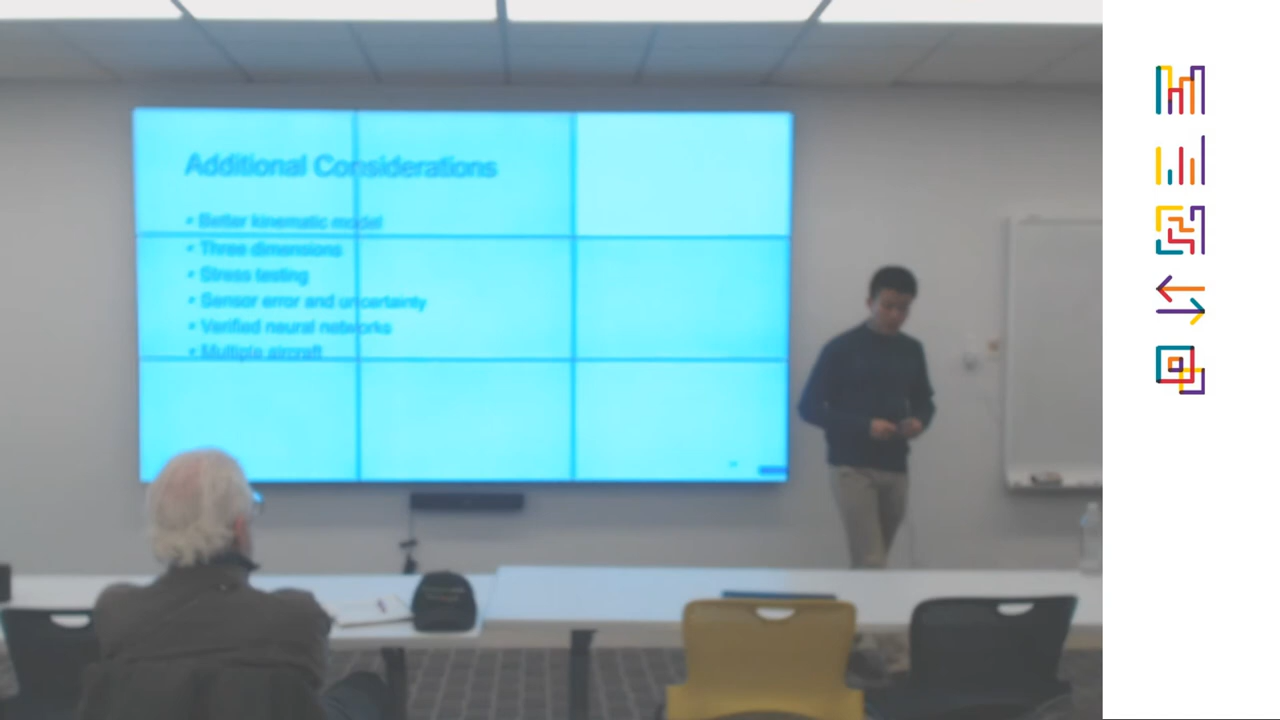 Additional Considerations
• Better kinematic model
• Three dimensions
• Stress testing
• Sensor error and uncertainty
• Verified neural networks
• Multiple aircraft